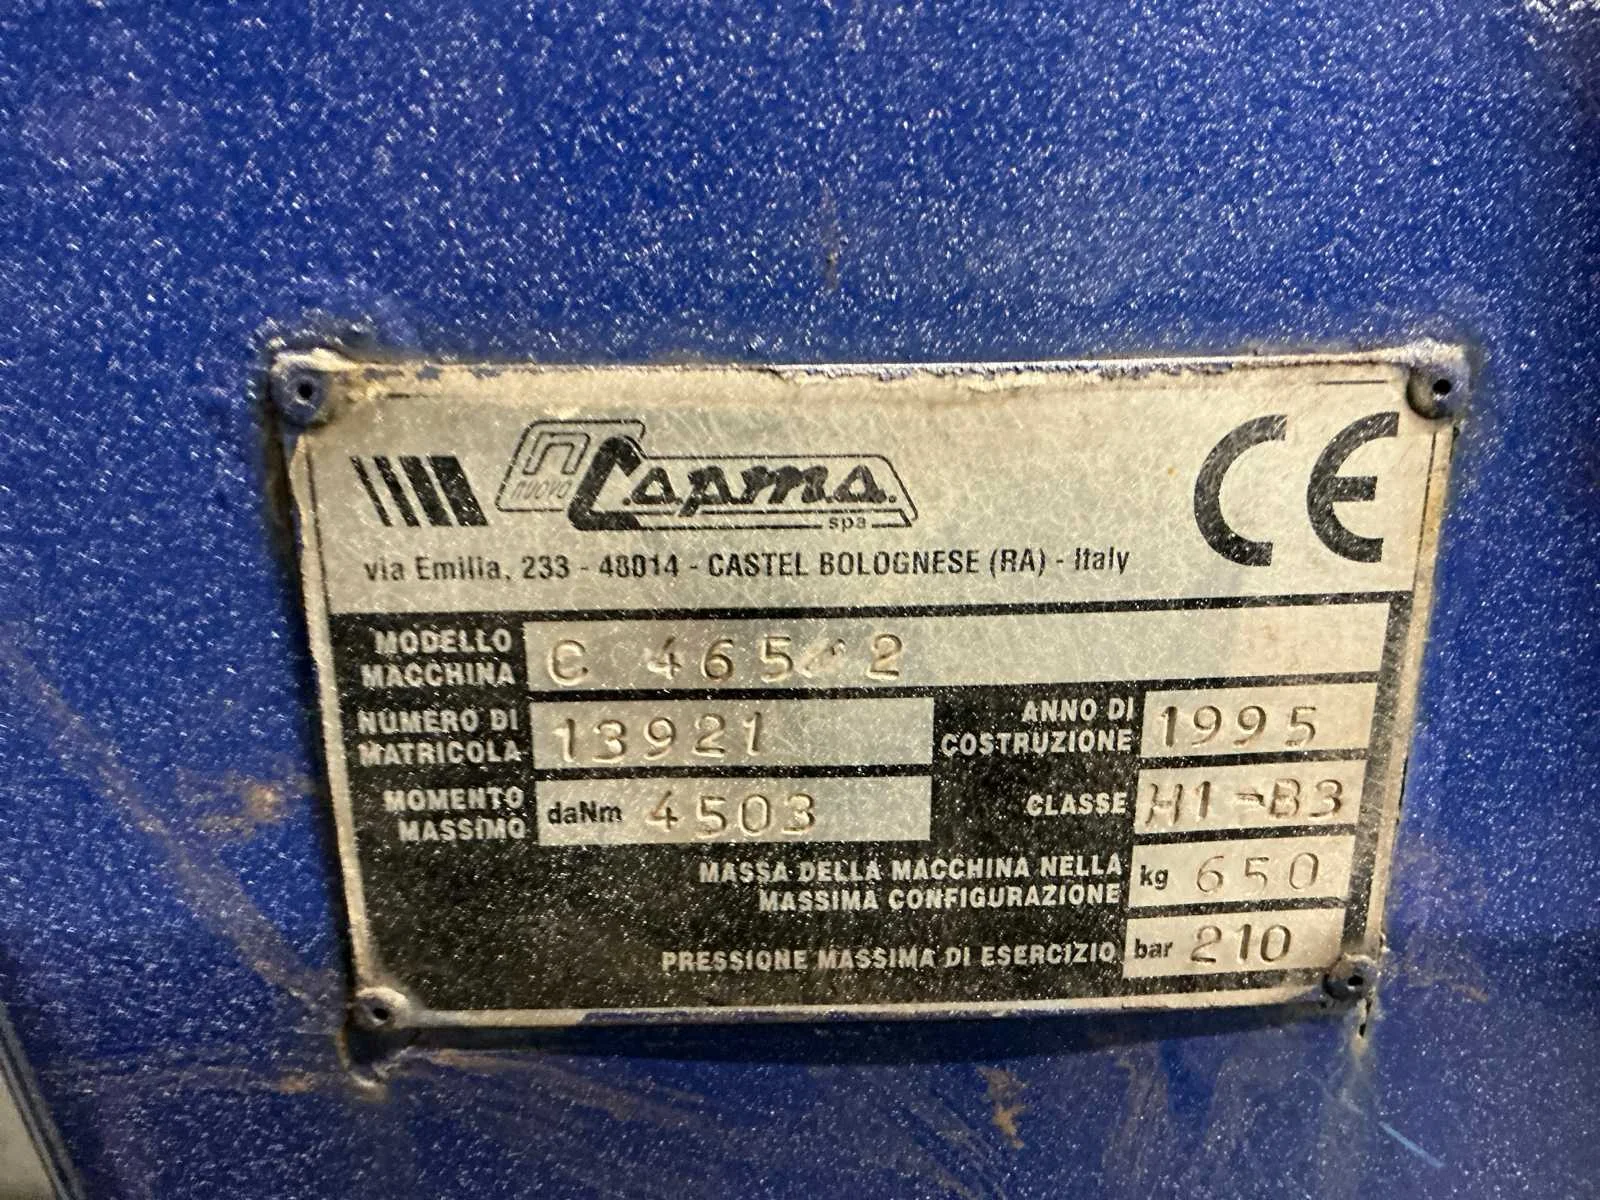 n nuovo Copma
spa
CE
via Emilia, 233 - 48014 - CASTEL BOLOGNESE (RA) - Italy
MODELLO MACCHINA C 465/2
NUMERO DI MATRICOLA 13921
ANNO DI COSTRUZIONE 1995
MOMENTO MASSIMO daNm 4503
CLASSE H1-B3
MASSA DELLA MACCHINA NELLA
MASSIMA CONFIGURAZIONE kg 650
PRESSIONE MASSIMA DI ESERCIZIO bar 210